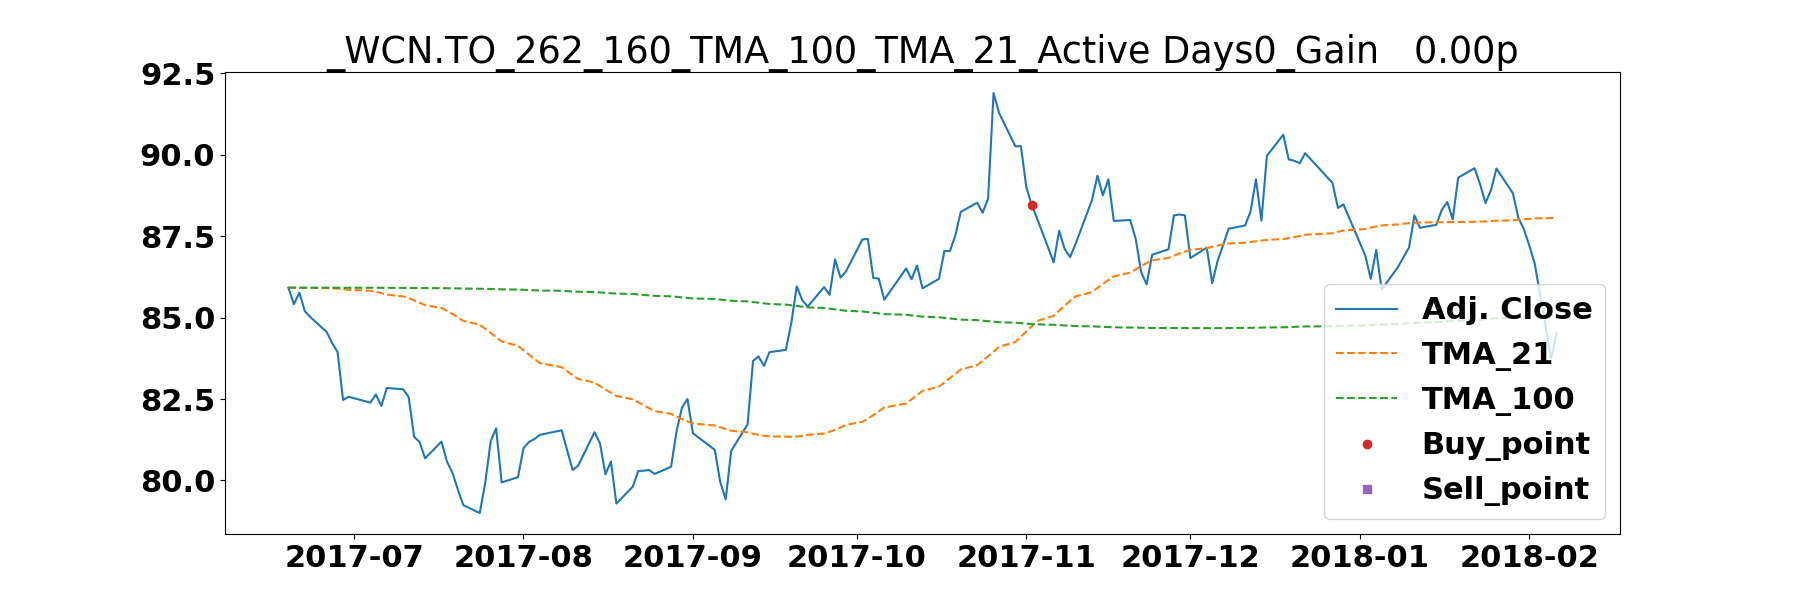 _WCN.TO_262_160_TMA_100_TMA_21_Active Days0_Gain   0.00p
92.5
90.0
87.5
85.0
82.5
80.0
Adj. Close
TMA_21
TMA_100
Buy_point
Sell_point
2017-07 2017-08 2017-09 2017-10 2017-11 2017-12 2018-01 2018-02